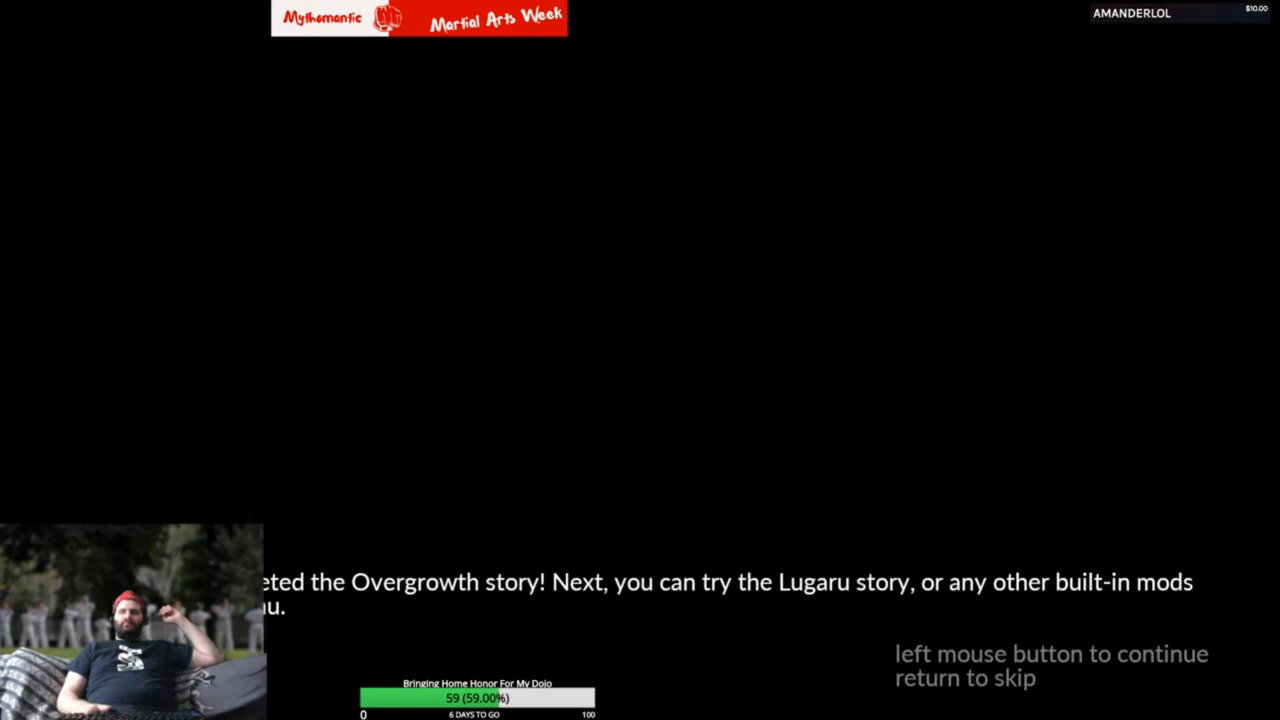 Mythomantic
Martial Arts Week
AMANDERLOL
$10.00
eted the Overgrowth story! Next, you can try the Lugaru story, or any other built-in mods
nu.
left mouse button to continue
return to skip
Bringing Home Honor For My Dojo
59 (59.00%)
0
6 DAYS TO GO
100